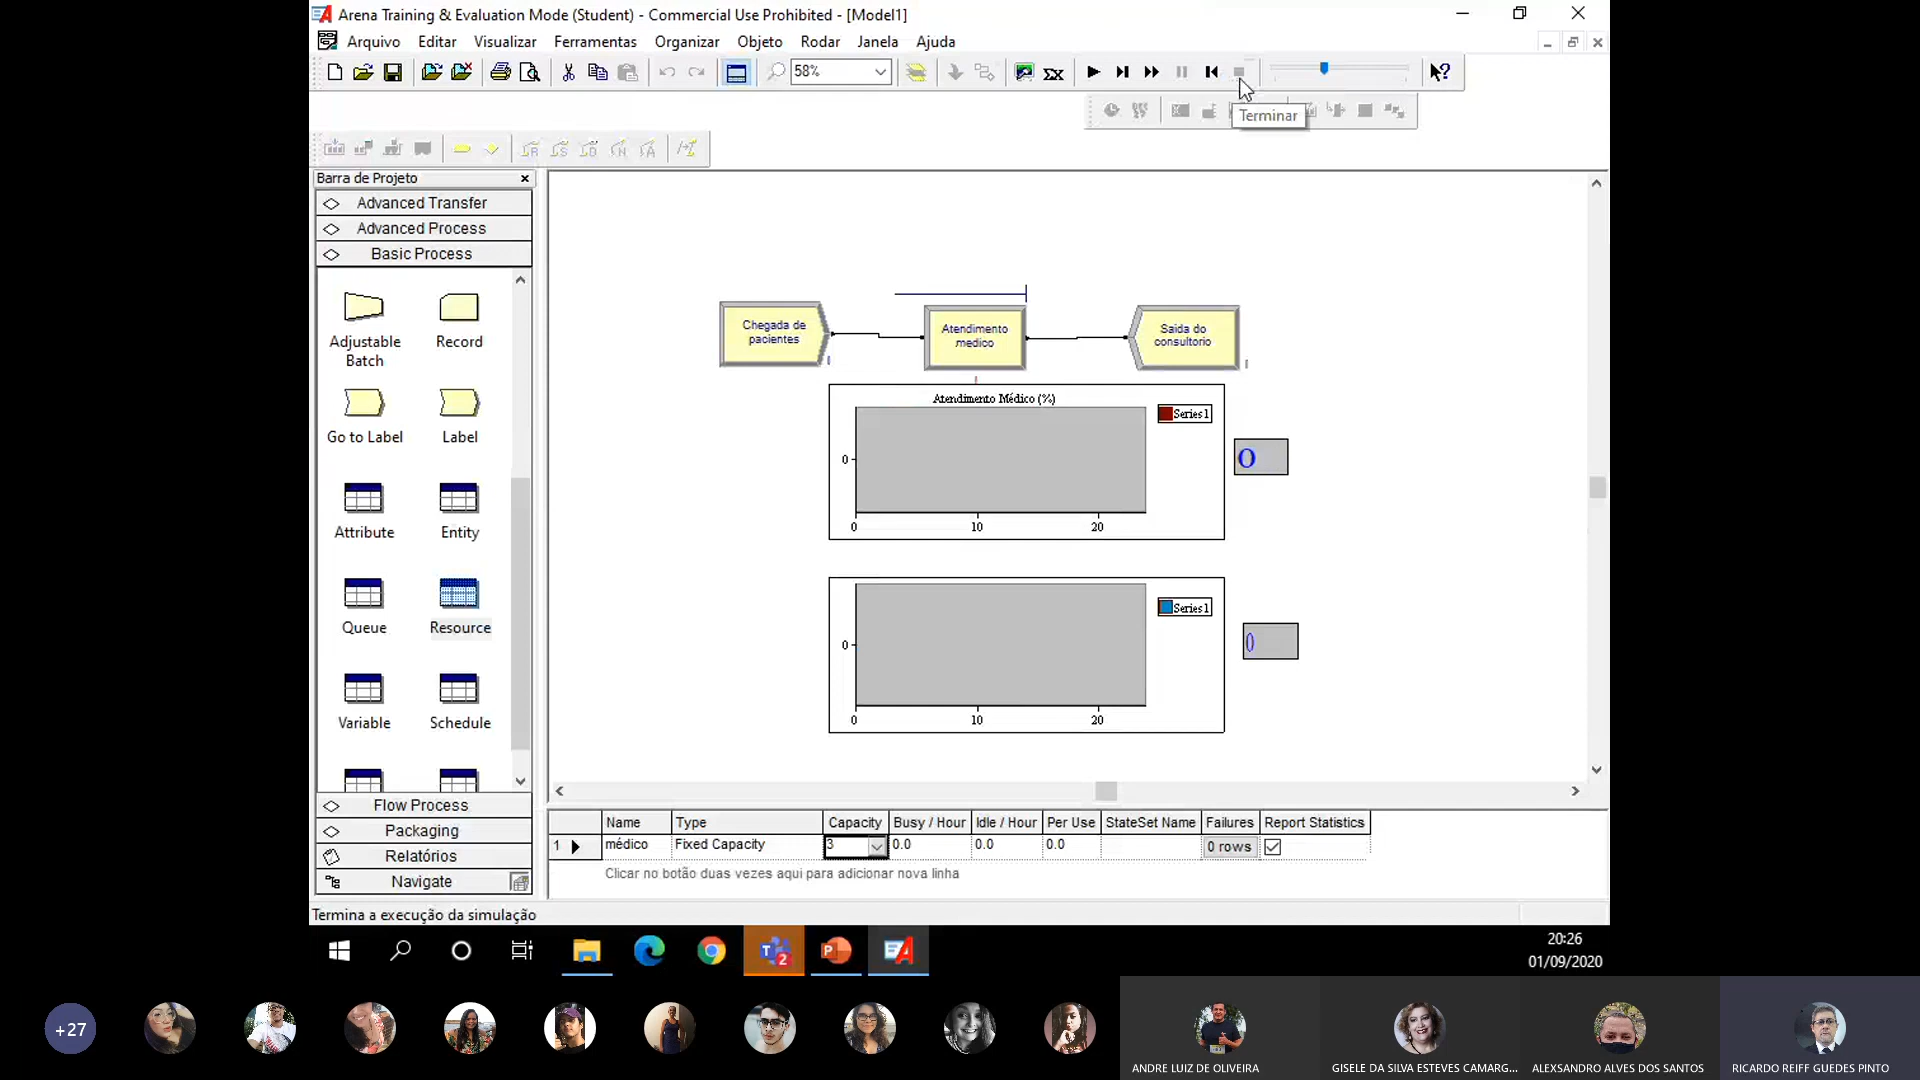 Arena Training & Evaluation Mode (Student) - Commercial Use Prohibited - [Model1]
Arquivo Editar Visualizar Ferramentas Organizar Objeto Rodar Janela Ajuda
58%
Terminar
Barra de Projeto
Advanced Transfer
Advanced Process
Basic Process
Adjustable Batch
Record
Go to Label
Label
Attribute
Entity
Queue
Resource
Variable
Schedule
Flow Process
Packaging
Relatórios
Navigate
Chegada de
pacientes
Atendimento
medico
Saida do
consultorio
Atendimento Médico (%)
Series1
0
0 10 20
0
Series1
0
0 10 20
0
Name Type Capacity Busy / Hour Idle / Hour Per Use StateSet Name Failures Report Statistics
1 médico Fixed Capacity 3 0.0 0.0 0.0 0 rows
Clicar no botão duas vezes aqui para adicionar nova linha
Termina a execução da simulação
2
20:26
01/09/2020
+27
ANDRE LUIZ DE OLIVEIRA
GISELE DA SILVA ESTEVES CAMARG...
ALEXSANDRO ALVES DOS SANTOS
RICARDO REIFF GUEDES PINTO